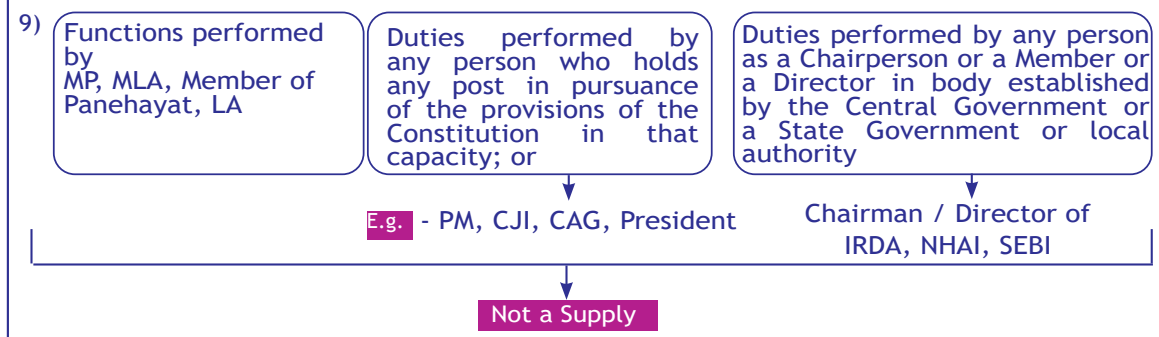 9)
Functions performed
by
MP, MLA, Member of
Panehayat, LA
Duties performed by
any person who holds
any post in pursuance
of the provisions of the
Constitution in that
capacity; or
Duties performed by any person
as a Chairperson or a Member or
a Director in body established
by the Central Government or
a State Government or local
authority
E.g. - PM, CJI, CAG, President
Chairman / Director of
IRDA, NHAI, SEBI
Not a Supply